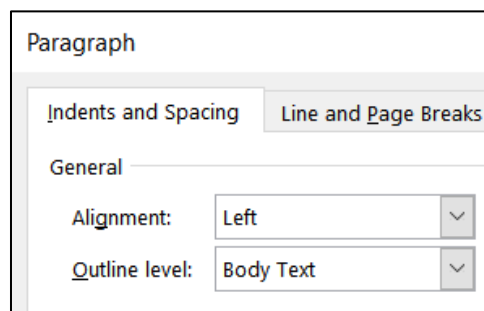 Paragraph
Indents and Spacing Line and Page Breaks
General
Alignment: Left
Outline level: Body Text